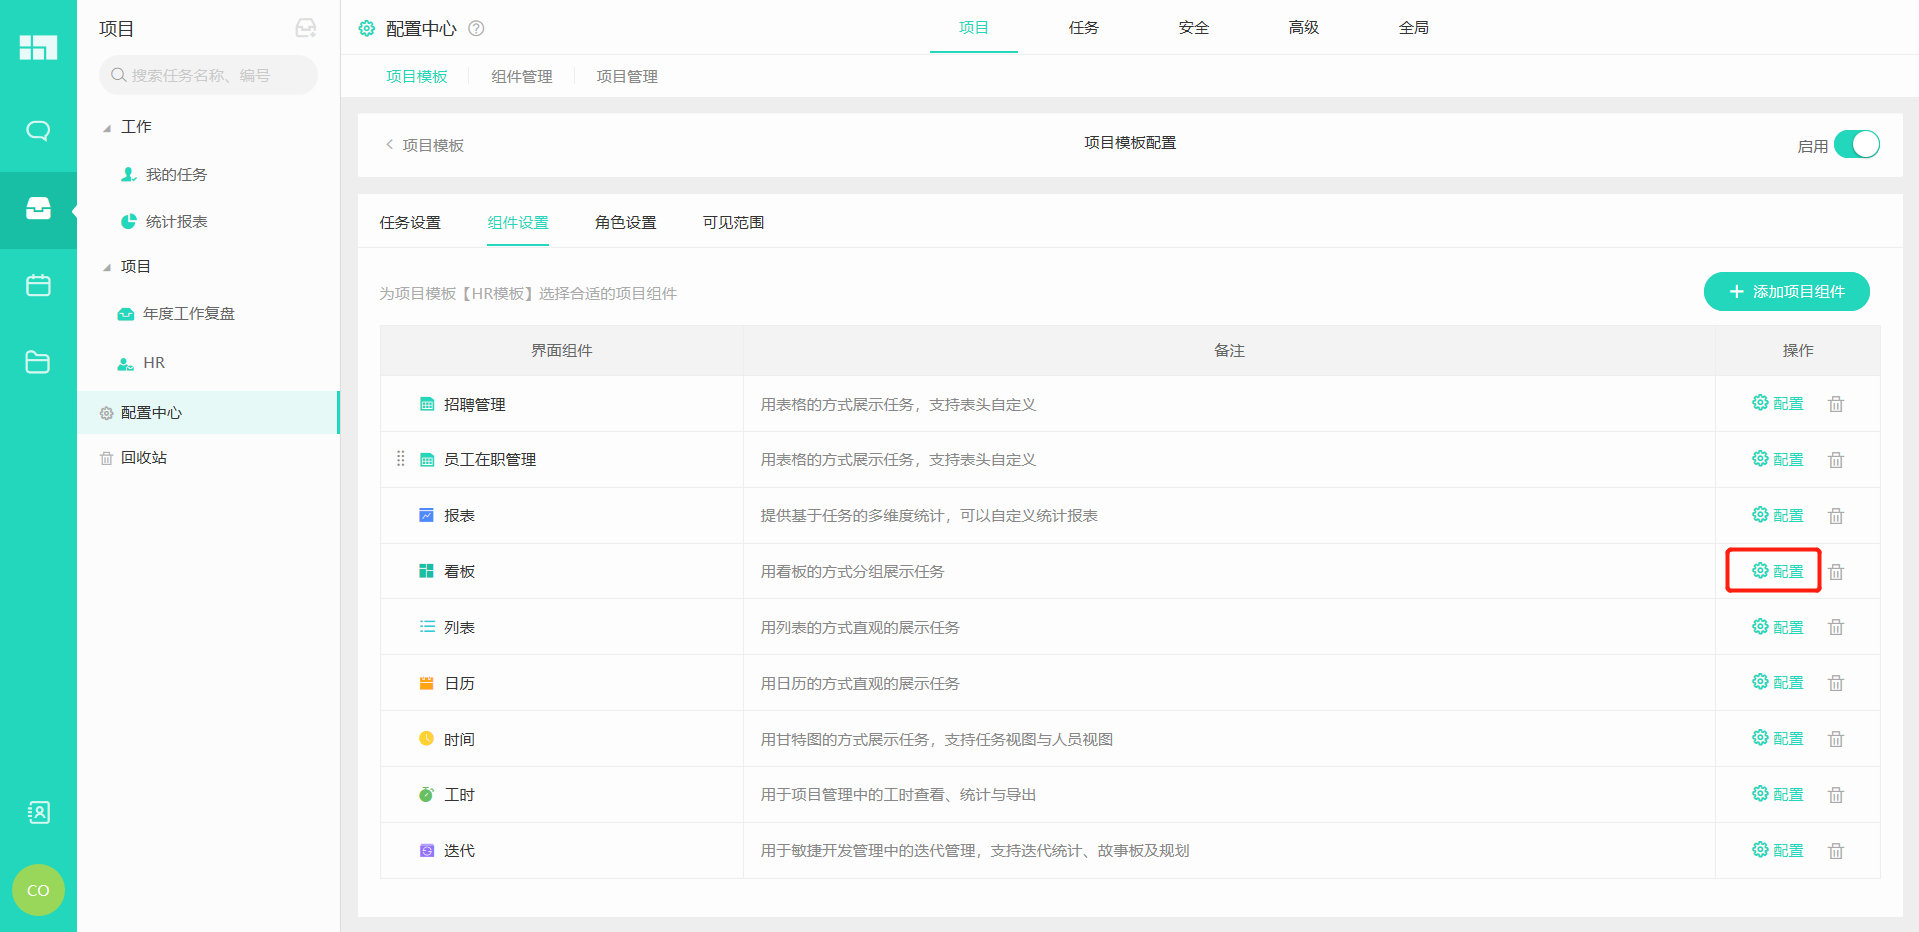 项目
搜索任务名称、编号
工作
我的任务
统计报表
项目
年度工作复盘
HR
配置中心
回收站
CO
配置中心 ?
项目 任务 安全 高级 全局
项目模板 组件管理 项目管理
< 项目模板 项目模板配置 启用
任务设置 组件设置 角色设置 可见范围
为项目模板【HR模板】选择合适的项目组件 + 添加项目组件
界面组件 备注 操作
招聘管理 用表格的方式展示任务，支持表头自定义 配置
员工在职管理 用表格的方式展示任务，支持表头自定义 配置
报表 提供基于任务的多维度统计，可以自定义统计报表 配置
看板 用看板的方式分组展示任务 配置
列表 用列表的方式直观的展示任务 配置
日历 用日历的方式直观的展示任务 配置
时间 用甘特图的方式展示任务，支持任务视图与人员视图 配置
工时 用于项目管理中的工时查看、统计与导出 配置
迭代 用于敏捷开发管理中的迭代管理，支持迭代统计、故事板及规划 配置